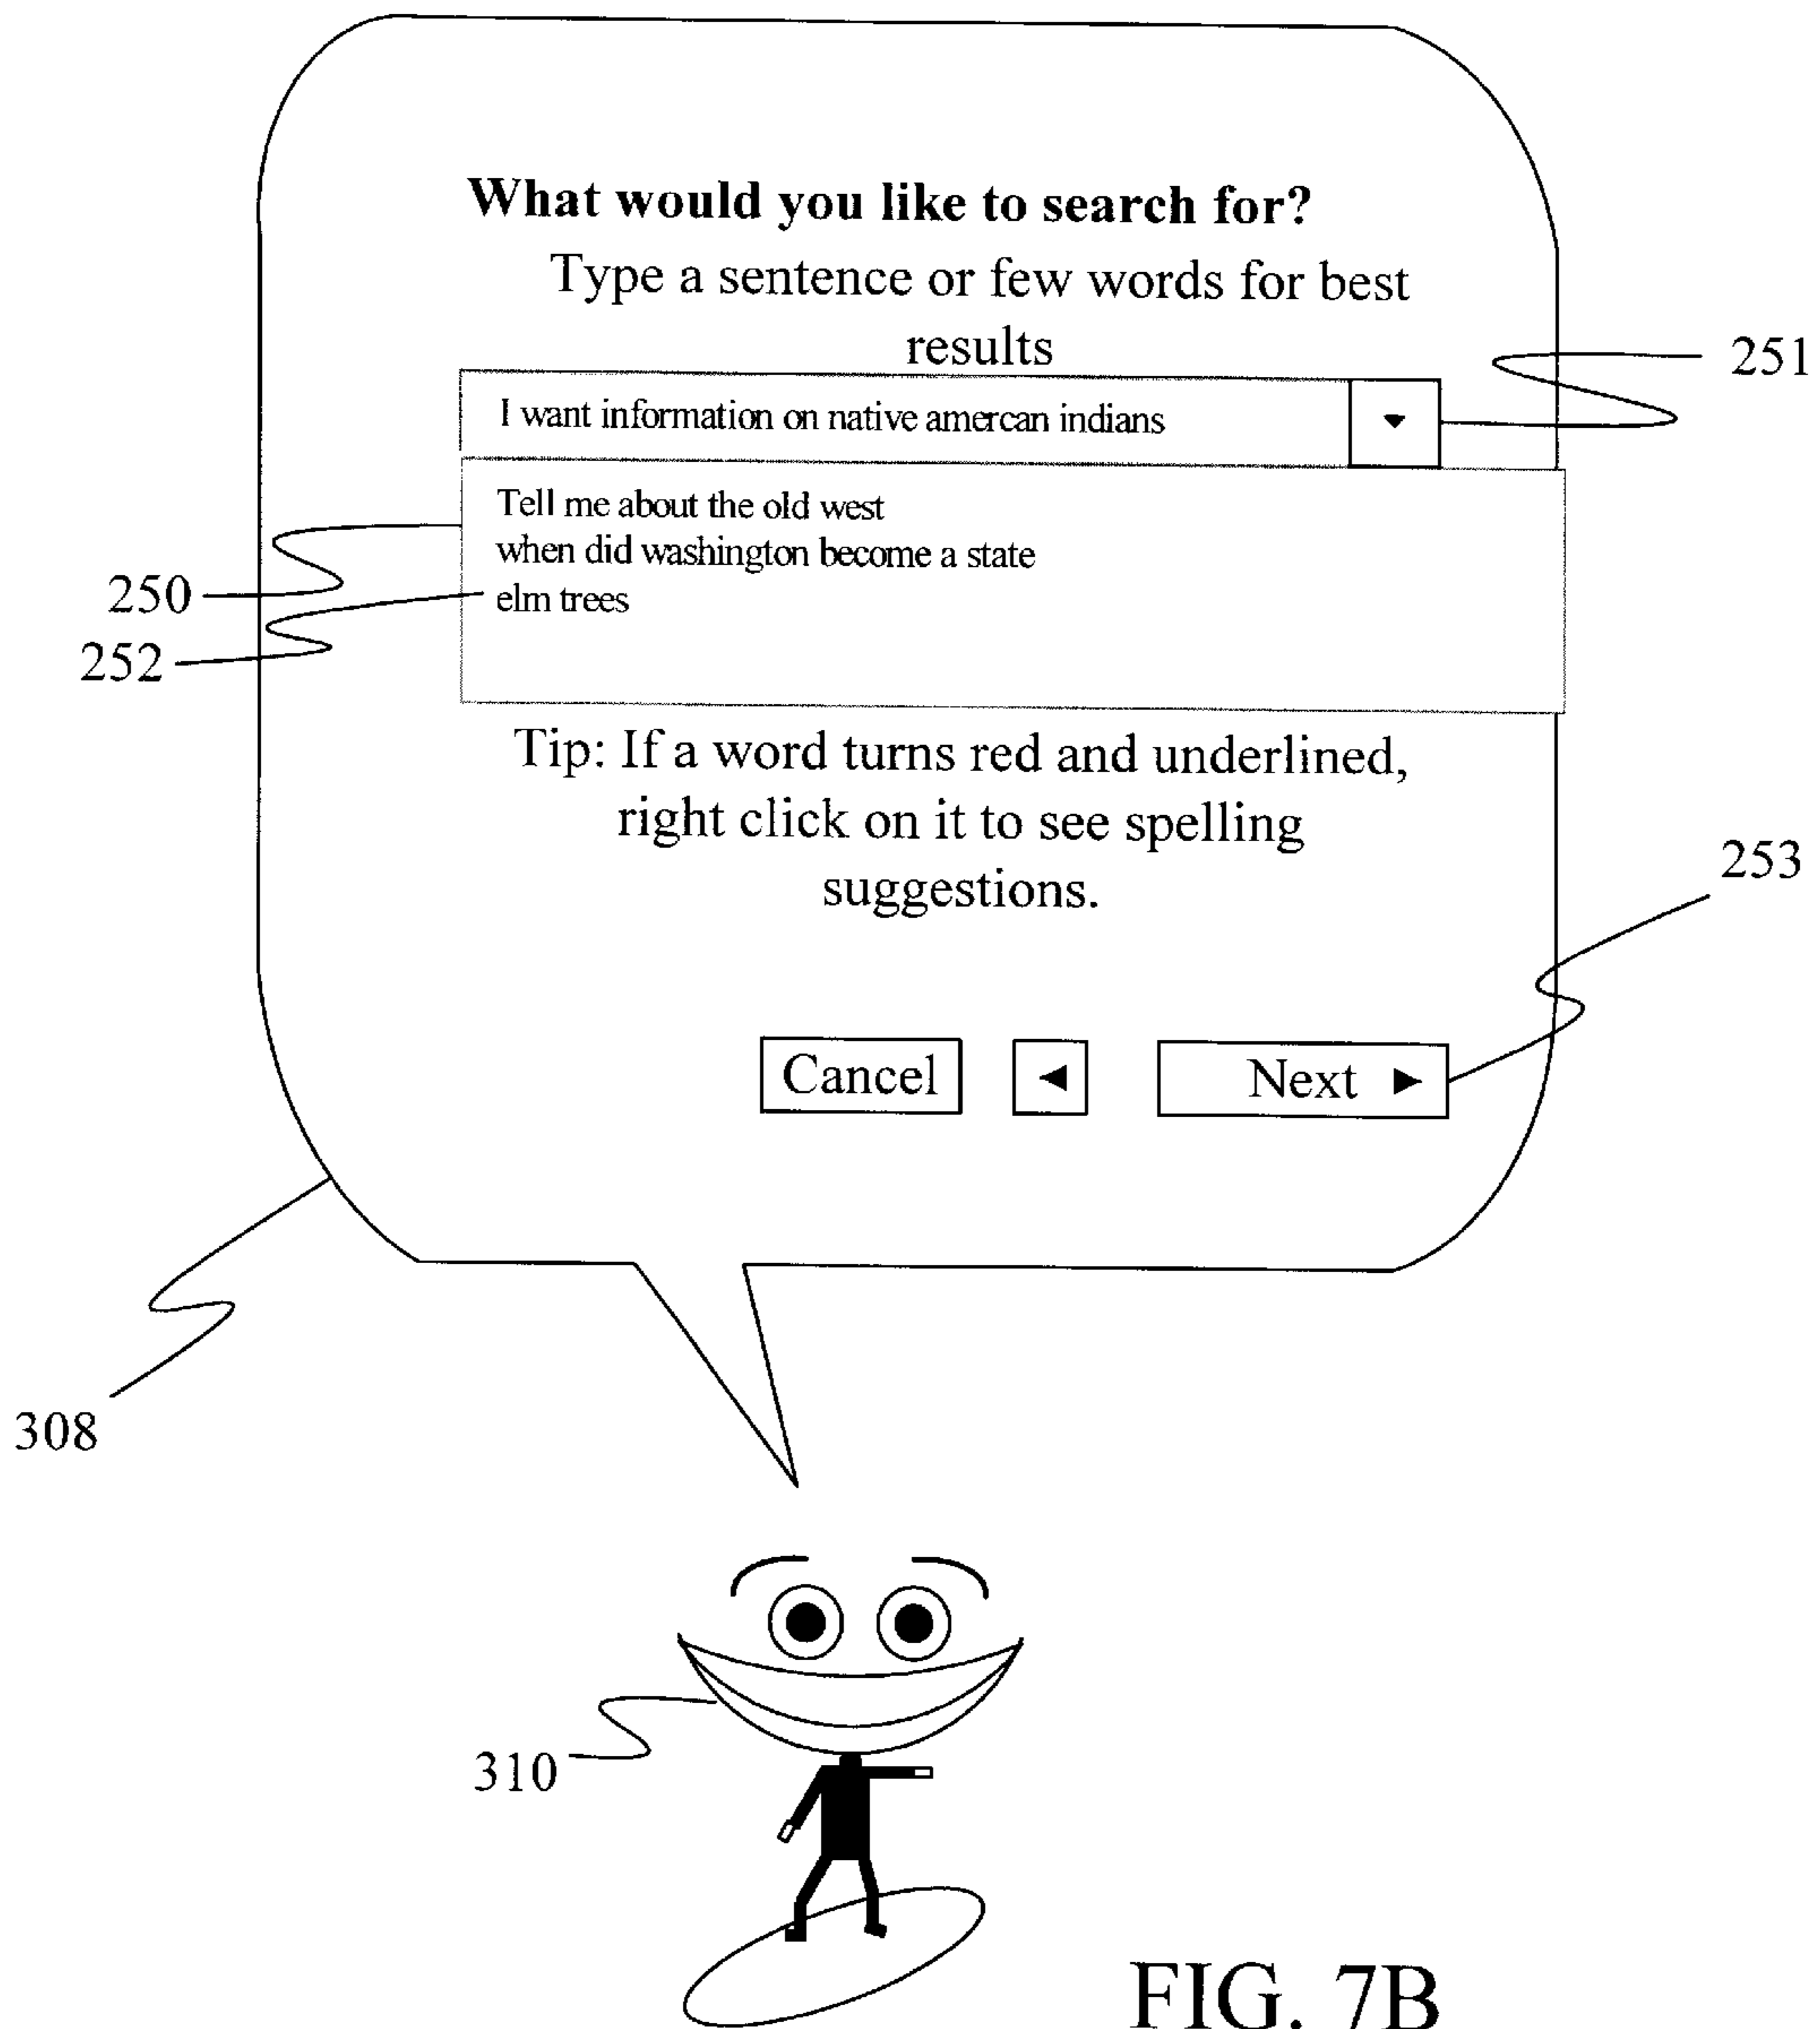 What would you like to search for?
Type a sentence or few words for best
results
251
I want information on native amercan indians
Tell me about the old west
when did washington become a state
250
elm trees
252
Tip: If a word turns red and underlined,
right click on it to see spelling
suggestions.
253
Cancel ◄ Next ►
308
310
FIG. 7B